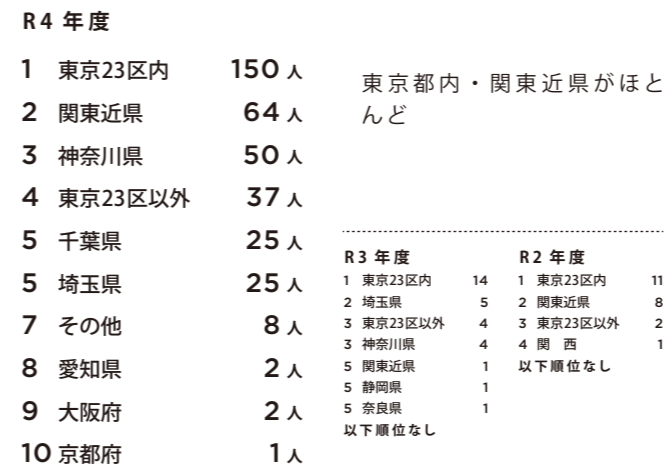 R4 年度
1 東京23区内 150 人
2 関東近県 64 人
3 神奈川県 50 人
4 東京23区以外 37 人
5 千葉県 25 人
5 埼玉県 25 人
7 その他 8 人
8 愛知県 2 人
9 大阪府 2 人
10 京都府 1 人
東京都内・関東近県がほと
んど
R3 年度
1 東京23区内 14
2 埼玉県 5
3 東京23区以外 4
3 神奈川県 4
5 関東近県 1
5 静岡県 1
5 奈良県 1
以下順位なし
R2 年度
1 東京23区内 11
2 関東近県 8
3 東京23区以外 2
4 関 西 1
以下順位なし